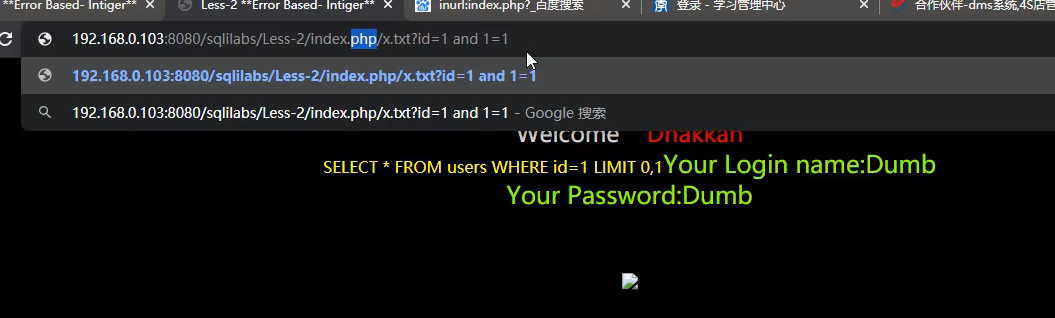 **Error Based- Intiger** Less-2 **Error Based- Intiger** inurl:index.php?_百度搜索 登录 - 学习管理中心 合作伙伴-dms系统,4S店管
192.168.0.103:8080/sqlilabs/Less-2/index.php/x.txt?id=1 and 1=1
192.168.0.103:8080/sqlilabs/Less-2/index.php/x.txt?id=1 and 1=1
192.168.0.103:8080/sqlilabs/Less-2/index.php/x.txt?id=1 and 1=1 - Google 搜索
Welcome Dhakkan
SELECT * FROM users WHERE id=1 LIMIT 0,1Your Login name:Dumb
Your Password:Dumb